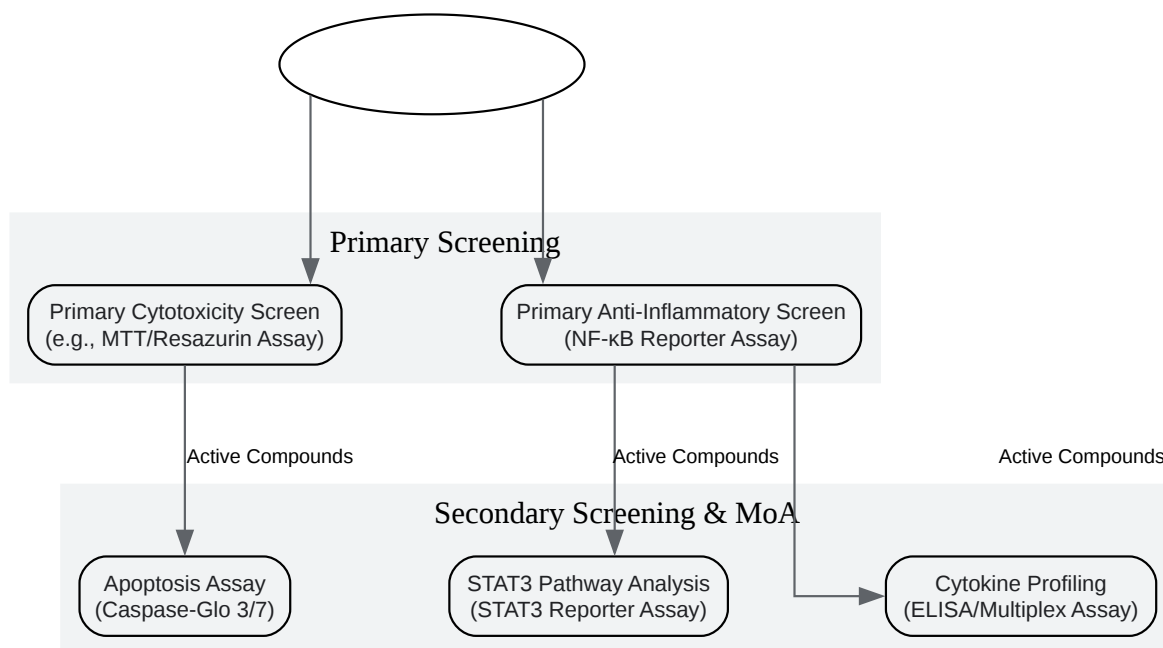 Primary Screening
Primary Cytotoxicity Screen
(e.g., MTT/Resazurin Assay)
Primary Anti-Inflammatory Screen
(NF-κB Reporter Assay)
Active Compounds
Active Compounds
Active Compounds
Secondary Screening & MoA
Apoptosis Assay
(Caspase-Glo 3/7)
STAT3 Pathway Analysis
(STAT3 Reporter Assay)
Cytokine Profiling
(ELISA/Multiplex Assay)